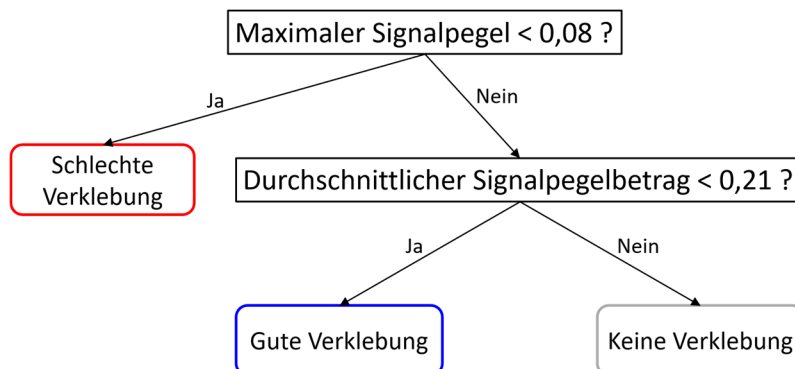 Maximaler Signalpegel < 0,08 ?
Ja
Nein
Schlechte
Verklebung
Durchschnittlicher Signalpegelbetrag < 0,21 ?
Ja
Nein
Gute Verklebung
Keine Verklebung